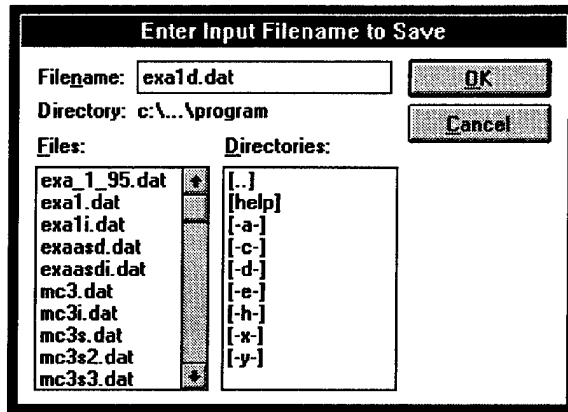 Enter Input Filename to Save
Filename: exa1d.dat
OK
Directory: c:\...\program
Cancel
Files:
exa_1_95.dat
exa1.dat
exa1i.dat
exaasd.dat
exaasdi.dat
mc3.dat
mc3i.dat
mc3s.dat
mc3s2.dat
mc3s3.dat
Directories:
[..]
[help]
[-a-]
[-c-]
[-d-]
[-e-]
[-h-]
[-x-]
[-y-]